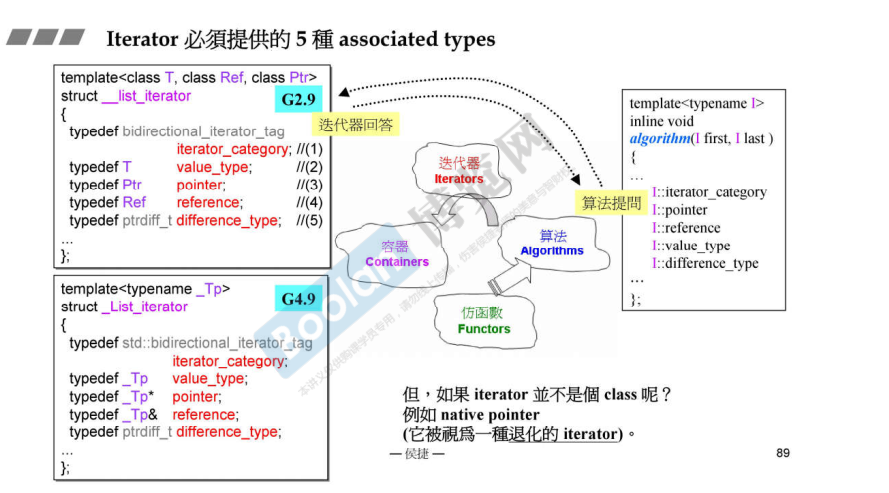 Iterator 必須提供的 5 種 associated types
template<class T, class Ref, class Ptr>
struct __list_iterator
G2.9
{
typedef bidirectional_iterator_tag
iterator_category; //(1)
typedef T value_type; //(2)
typedef Ptr pointer; //(3)
typedef Ref reference; //(4)
typedef ptrdiff_t difference_type; //(5)
...
};
template<typename _Tp>
struct _List_iterator
G4.9
{
typedef std::bidirectional_iterator_tag
iterator_category;
typedef _Tp value_type;
typedef _Tp* pointer;
typedef _Tp& reference;
typedef ptrdiff_t difference_type;
...
};
迭代器回答
迭代器
Iterators
容器
Containers
算法
Algorithms
仿函數
Functors
算法提問
template<typename I>
inline void
algorithm(I first, I last )
{
...
I::iterator_category
I::pointer
I::reference
I::value_type
I::difference_type
...
};
但，如果 iterator 並不是個 class 呢？
例如 native pointer
(它被視爲一種退化的 iterator)。
— 侯捷 —
89
Boolan 博览网